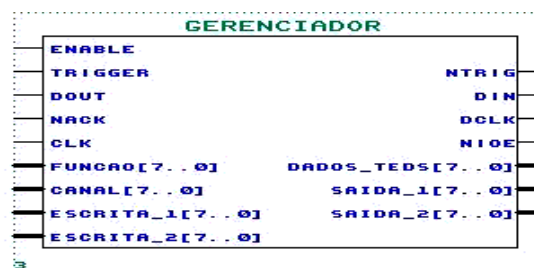 GERENCIADOR
ENABLE
TRIGGER NTRIG
DOUT DIN
NACK DCLK
CLK NIOE
FUNCAO[7..0] DADOS_TEDS[7..0]
CANAL[7..0] SAIDA_1[7..0]
ESCRITA_1[7..0] SAIDA_2[7..0]
ESCRITA_2[7..0]
3